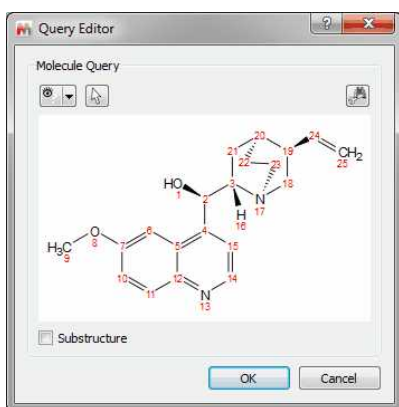 Query Editor
Molecule Query
20
24
21
19
CH2
22
23
25
3
18
HO
1
2
N
17
H
16
4
O
8
6
15
H3C
9
7
5
10
12
14
11
N
13
Substructure
OK
Cancel